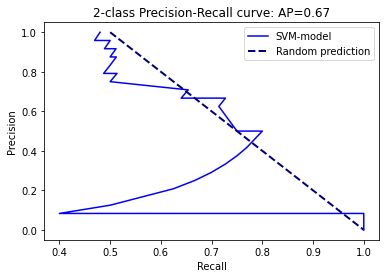 2-class Precision-Recall curve: AP=0.67
SVM-model
Random prediction
Precision
1.0
0.8
0.6
0.4
0.2
0.0
0.4 0.5 0.6 0.7 0.8 0.9 1.0
Recall